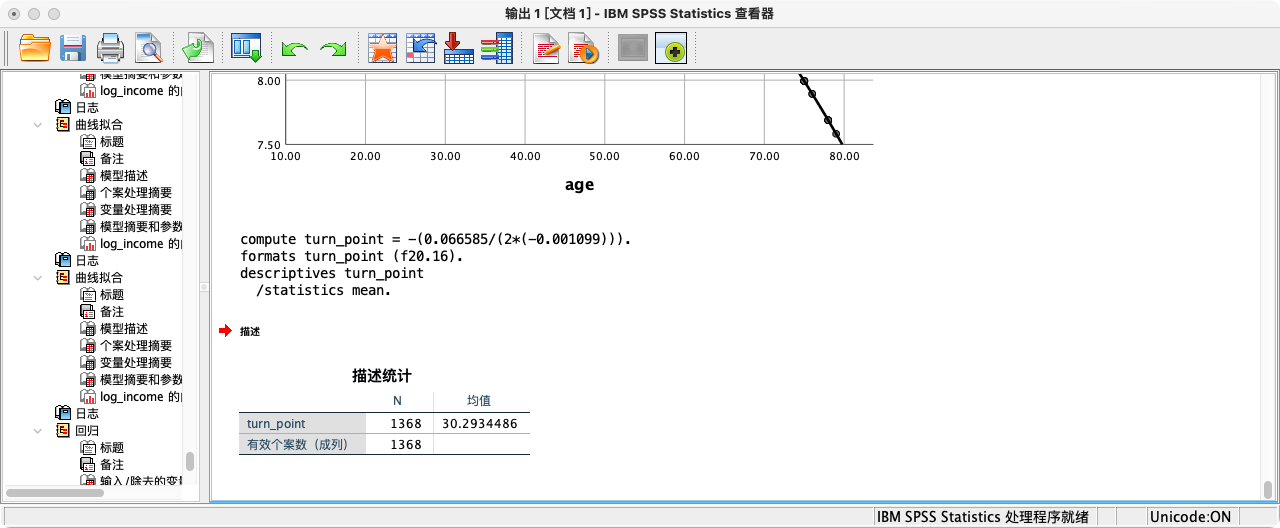 输出 1 [文档 1] - IBM SPSS Statistics 查看器
模型摘要和参数
log_income 的
日志
曲线拟合
标题
备注
模型描述
个案处理摘要
变量处理摘要
模型摘要和参数
log_income 的
日志
曲线拟合
标题
备注
模型描述
个案处理摘要
变量处理摘要
模型摘要和参数
log_income 的
日志
回归
标题
备注
输入/除去的变量
8.00
7.50
10.00 20.00 30.00 40.00 50.00 60.00 70.00 80.00
age
compute turn_point = -(0.066585/(2*(-0.001099))).
formats turn_point (f20.16).
descriptives turn_point
/statistics mean.
描述
描述统计
N 均值
turn_point 1368 30.2934486
有效个案数（成列） 1368
IBM SPSS Statistics 处理程序就绪 Unicode:ON